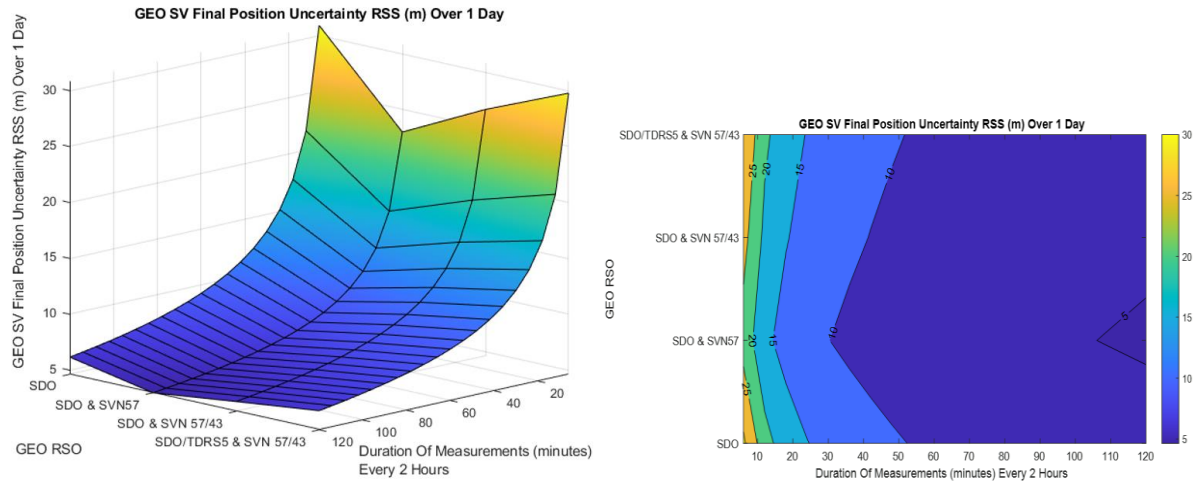 GEO SV Final Position Uncertainty RSS (m) Over 1 Day
GEO SV Final Position Uncertainty RSS (m) Over 1 Day
30
25
20
15
10
5
SDO
SDO & SVN57
SDO & SVN 57/43
SDO/TDRS5 & SVN 57/43
GEO RSO
120
100
80
60
40
20
Duration Of Measurements (minutes)
Every 2 Hours
GEO SV Final Position Uncertainty RSS (m) Over 1 Day
SDO/TDRS5 & SVN 57/43
SDO & SVN 57/43
SDO & SVN57
SDO
GEO RSO
25
20
15
10
20
15
10
5
25
10
20
30
40
50
60
70
80
90
100
110
120
Duration Of Measurements (minutes) Every 2 Hours
30
25
20
15
10
5